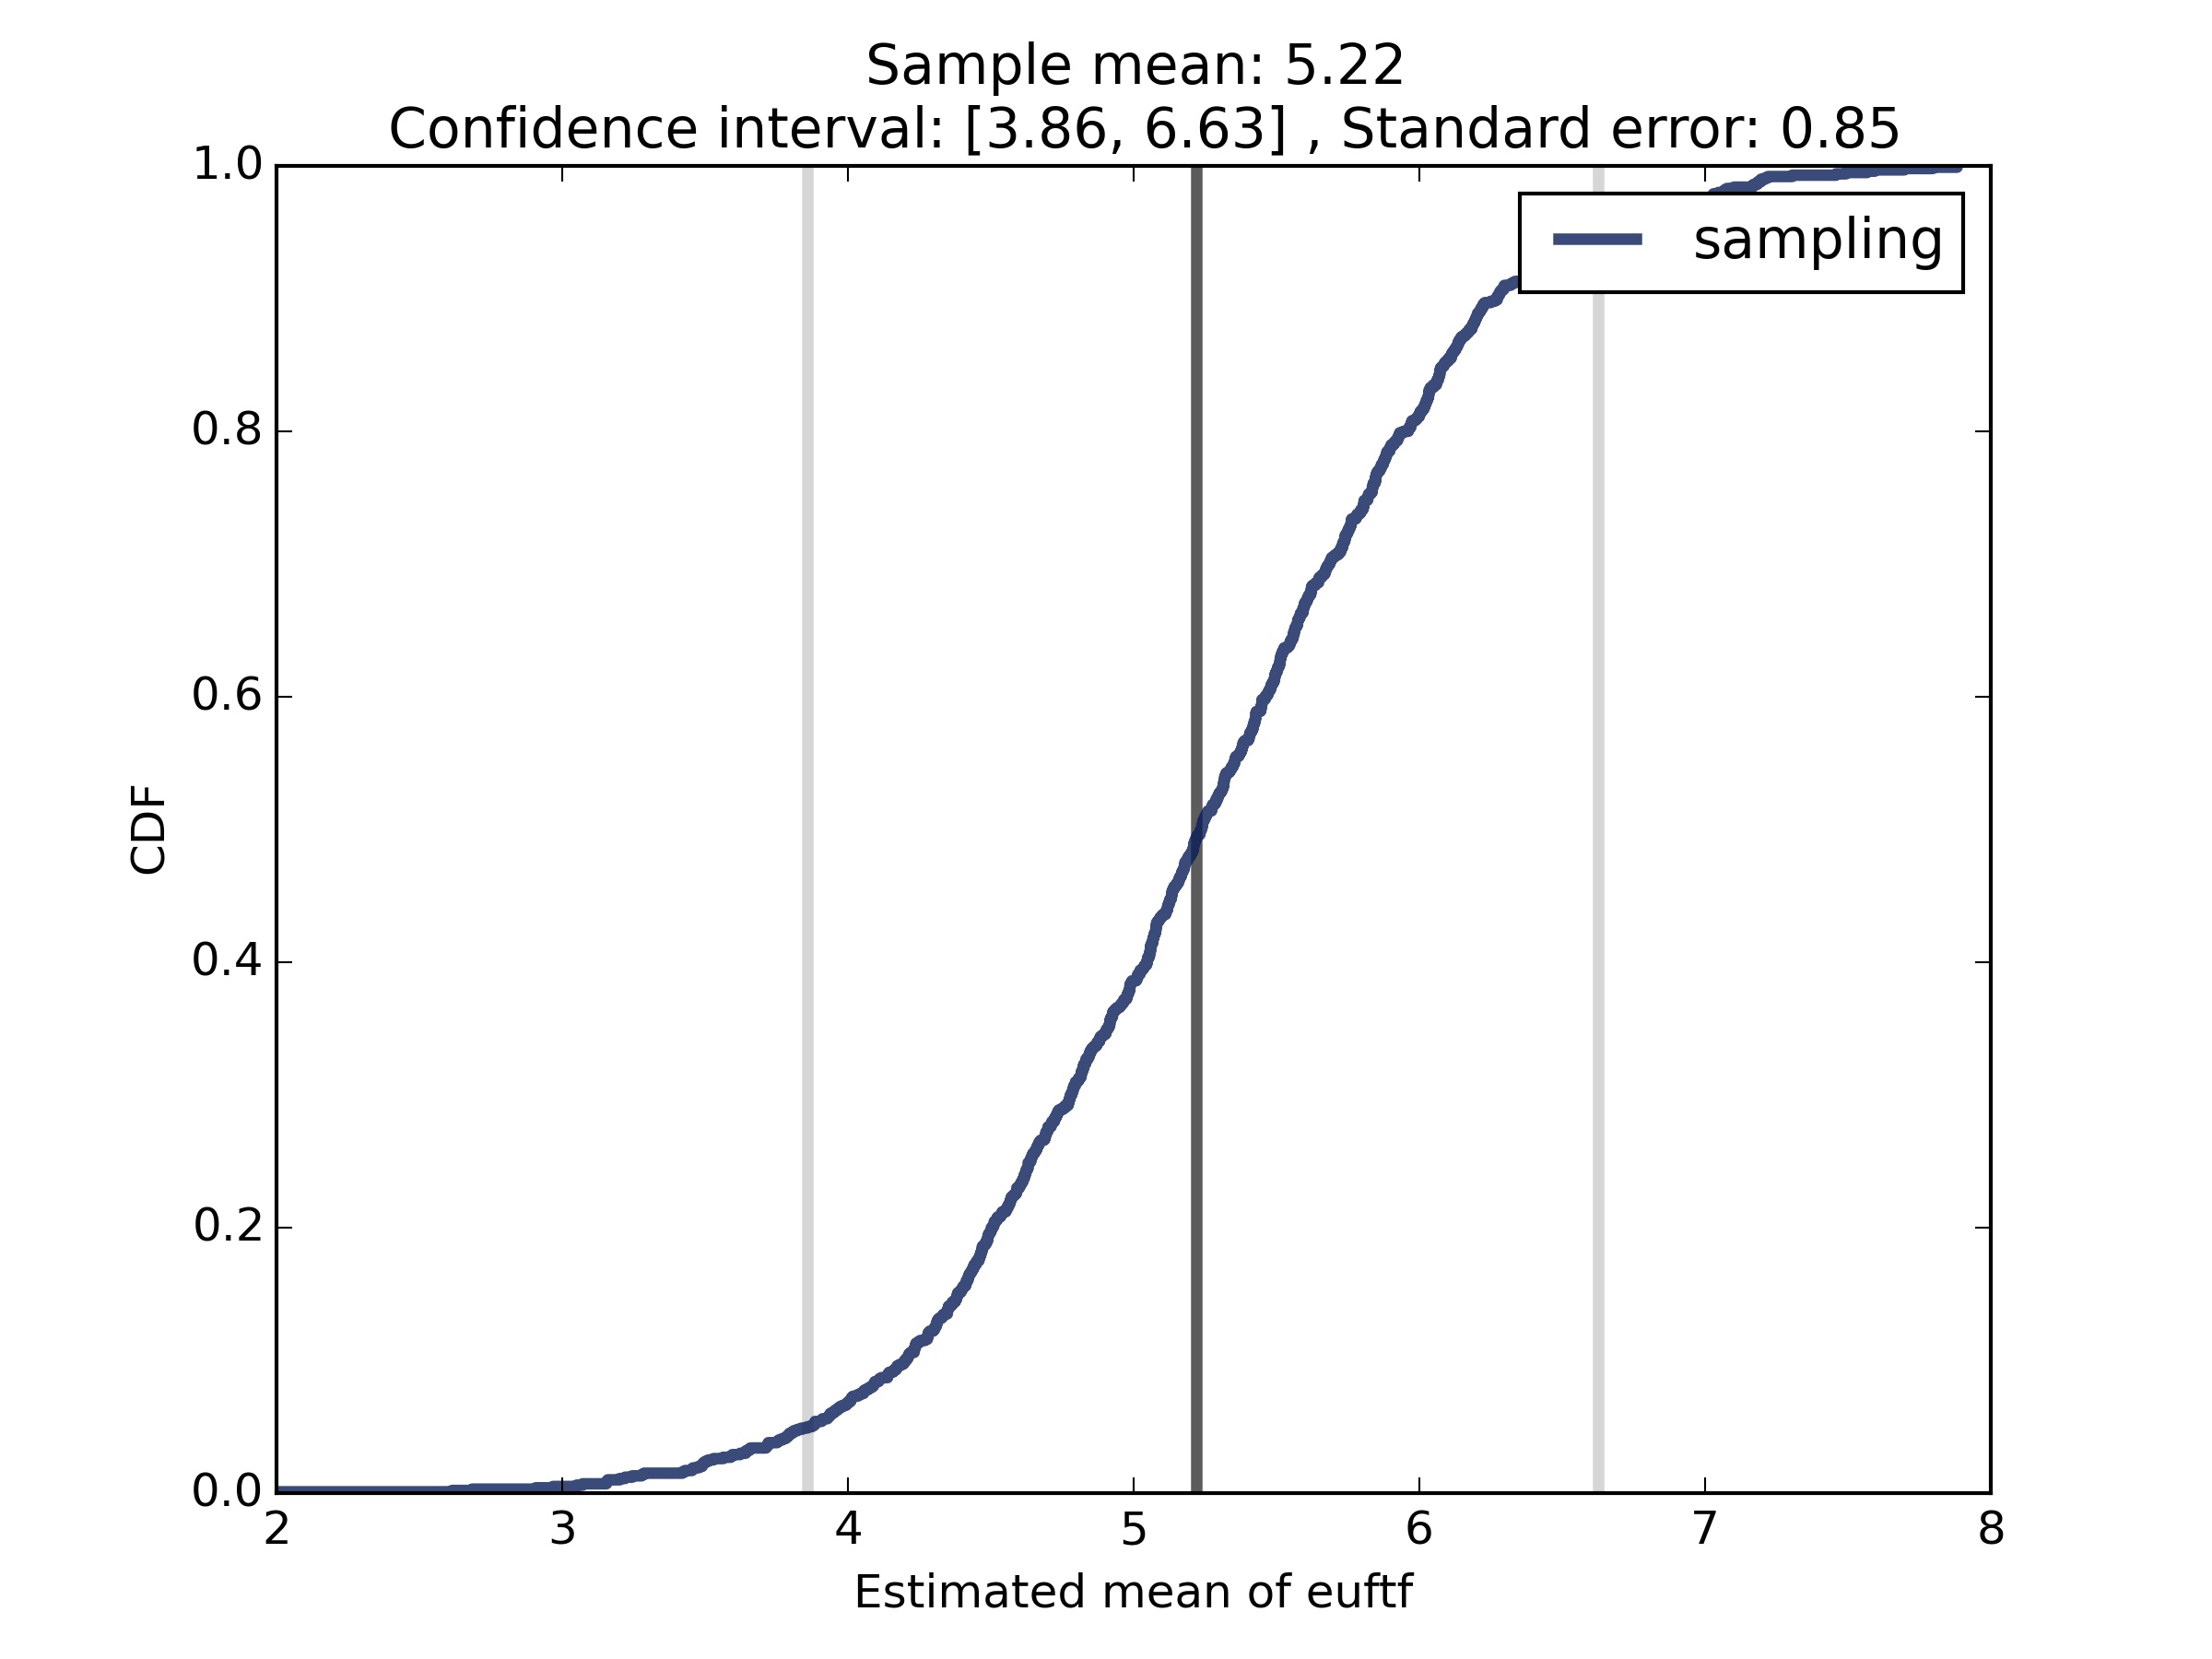 Sample mean: 5.22
Confidence interval: [3.86, 6.63] , Standard error: 0.85
sampling
1.0
0.8
0.6
0.4
0.2
0.0
CDF
2 3 4 5 6 7 8
Estimated mean of euftf